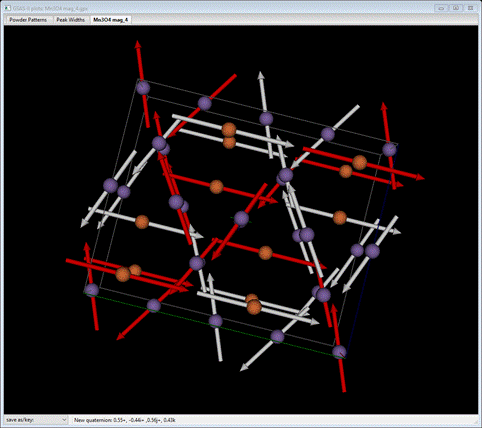 GSAS-II plots: Mn3O4 mag_4.gpx
Powder Patterns
Peak Widths
Mn3O4 mag_4
save as/key:
New quaternion: 0.55+, -0.44i+ ,0.56j+, 0.43k